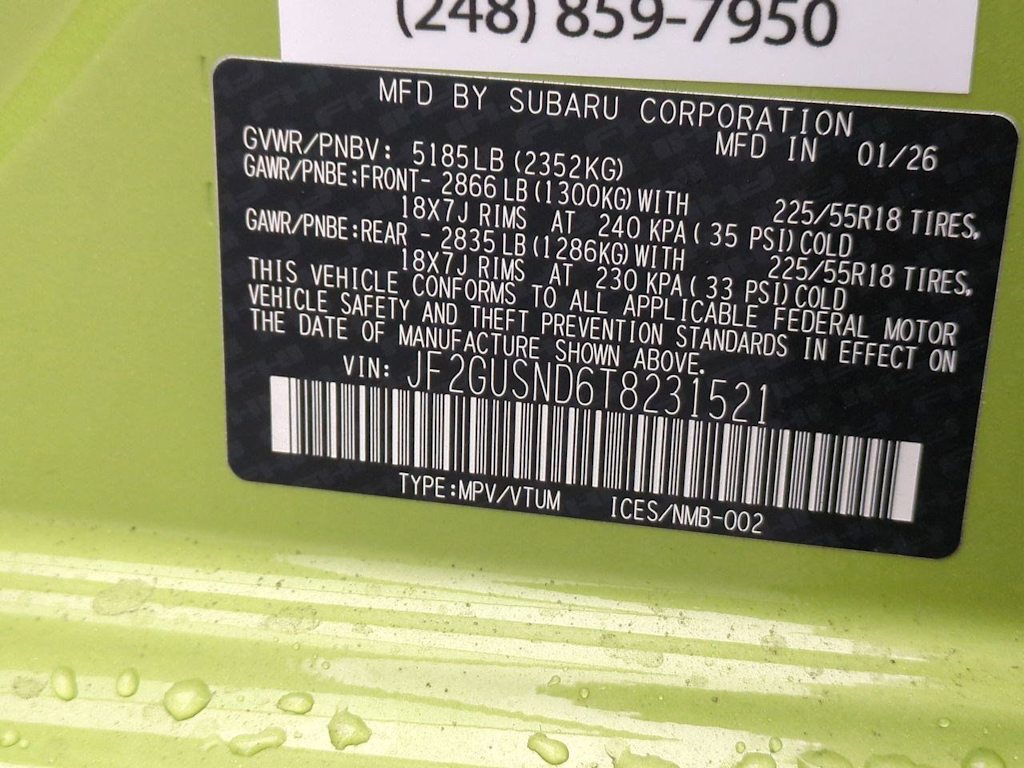 (248) 859-7950
MFD BY SUBARU CORPORATION
MFD IN 01/26
GVWR/PNBV: 5185LB (2352KG)
GAWR/PNBE:FRONT- 2866 LB (1300KG) WITH 225/55R18 TIRES,
18X7J RIMS AT 240 KPA ( 35 PSI) COLD
GAWR/PNBE:REAR - 2835 LB (1286KG) WITH 225/55R18 TIRES,
18X7J RIMS AT 230 KPA ( 33 PSI) COLD
THIS VEHICLE CONFORMS TO ALL APPLICABLE FEDERAL MOTOR
VEHICLE SAFETY AND THEFT PREVENTION STANDARDS IN EFFECT ON
THE DATE OF MANUFACTURE SHOWN ABOVE.
VIN: JF2GUSND6T8231521
TYPE:MPV/VTUM ICES/NMB-002